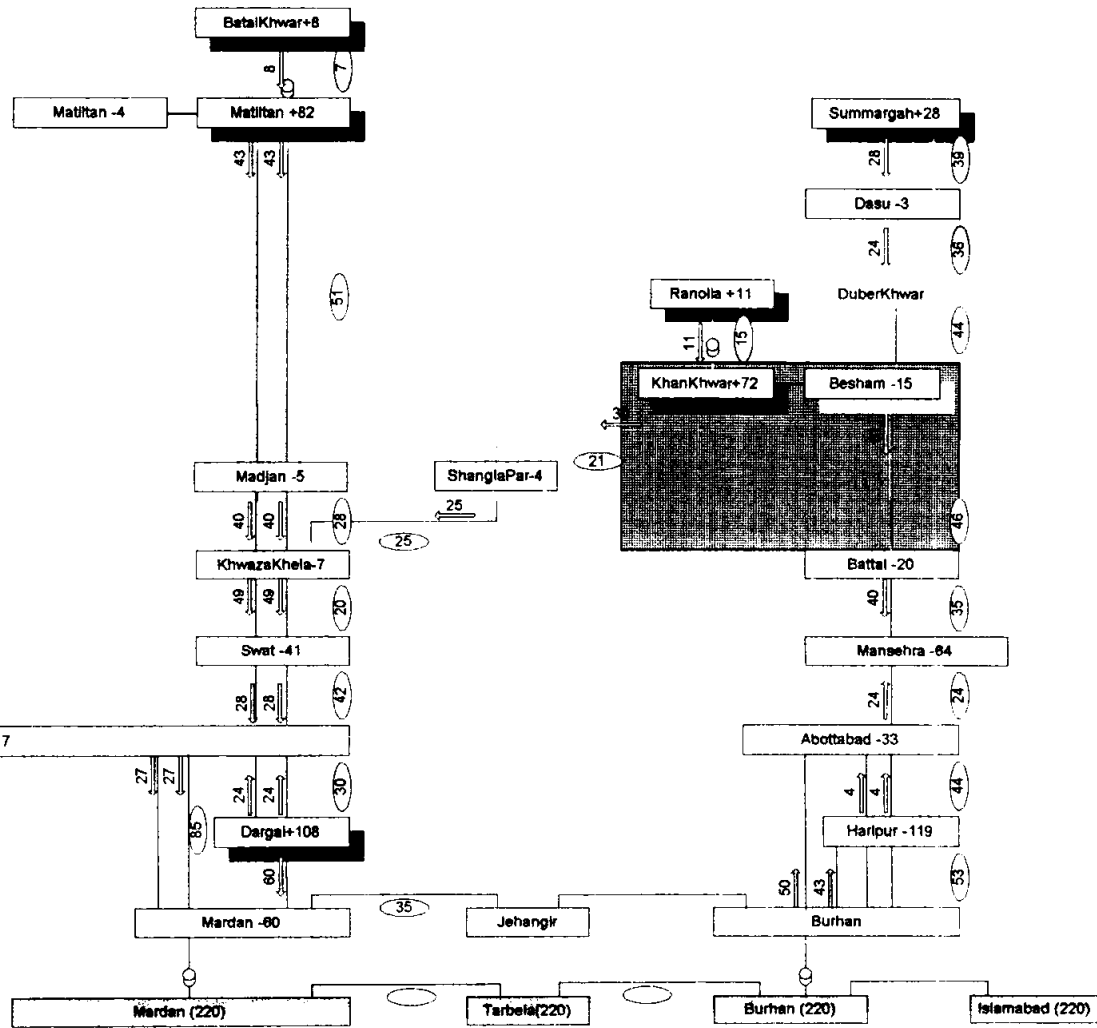 BatalKhwar+8
8
7
Matiltan -4
Matiltan +82
Summargah+28
43
43
28
39
Dasu -3
24
36
51
Ranolia +11
DuberKhwar
11
15
44
KhanKhwar+72
Besham -15
21
Madjan -5
ShanglaPar-4
40
40
28
25
25
46
KhwazaKhela-7
Battal -20
49
49
20
40
35
Swat -41
Mansehra -64
28
28
42
24
24
7
Abottabad -33
27
27
24
24
30
4
4
44
85
Dargai+108
Haripur -119
60
50
43
53
35
Mardan -60
Jehangir
Burhan
Mardan (220)
Tarbela(220)
Burhan (220)
Islamabad (220)